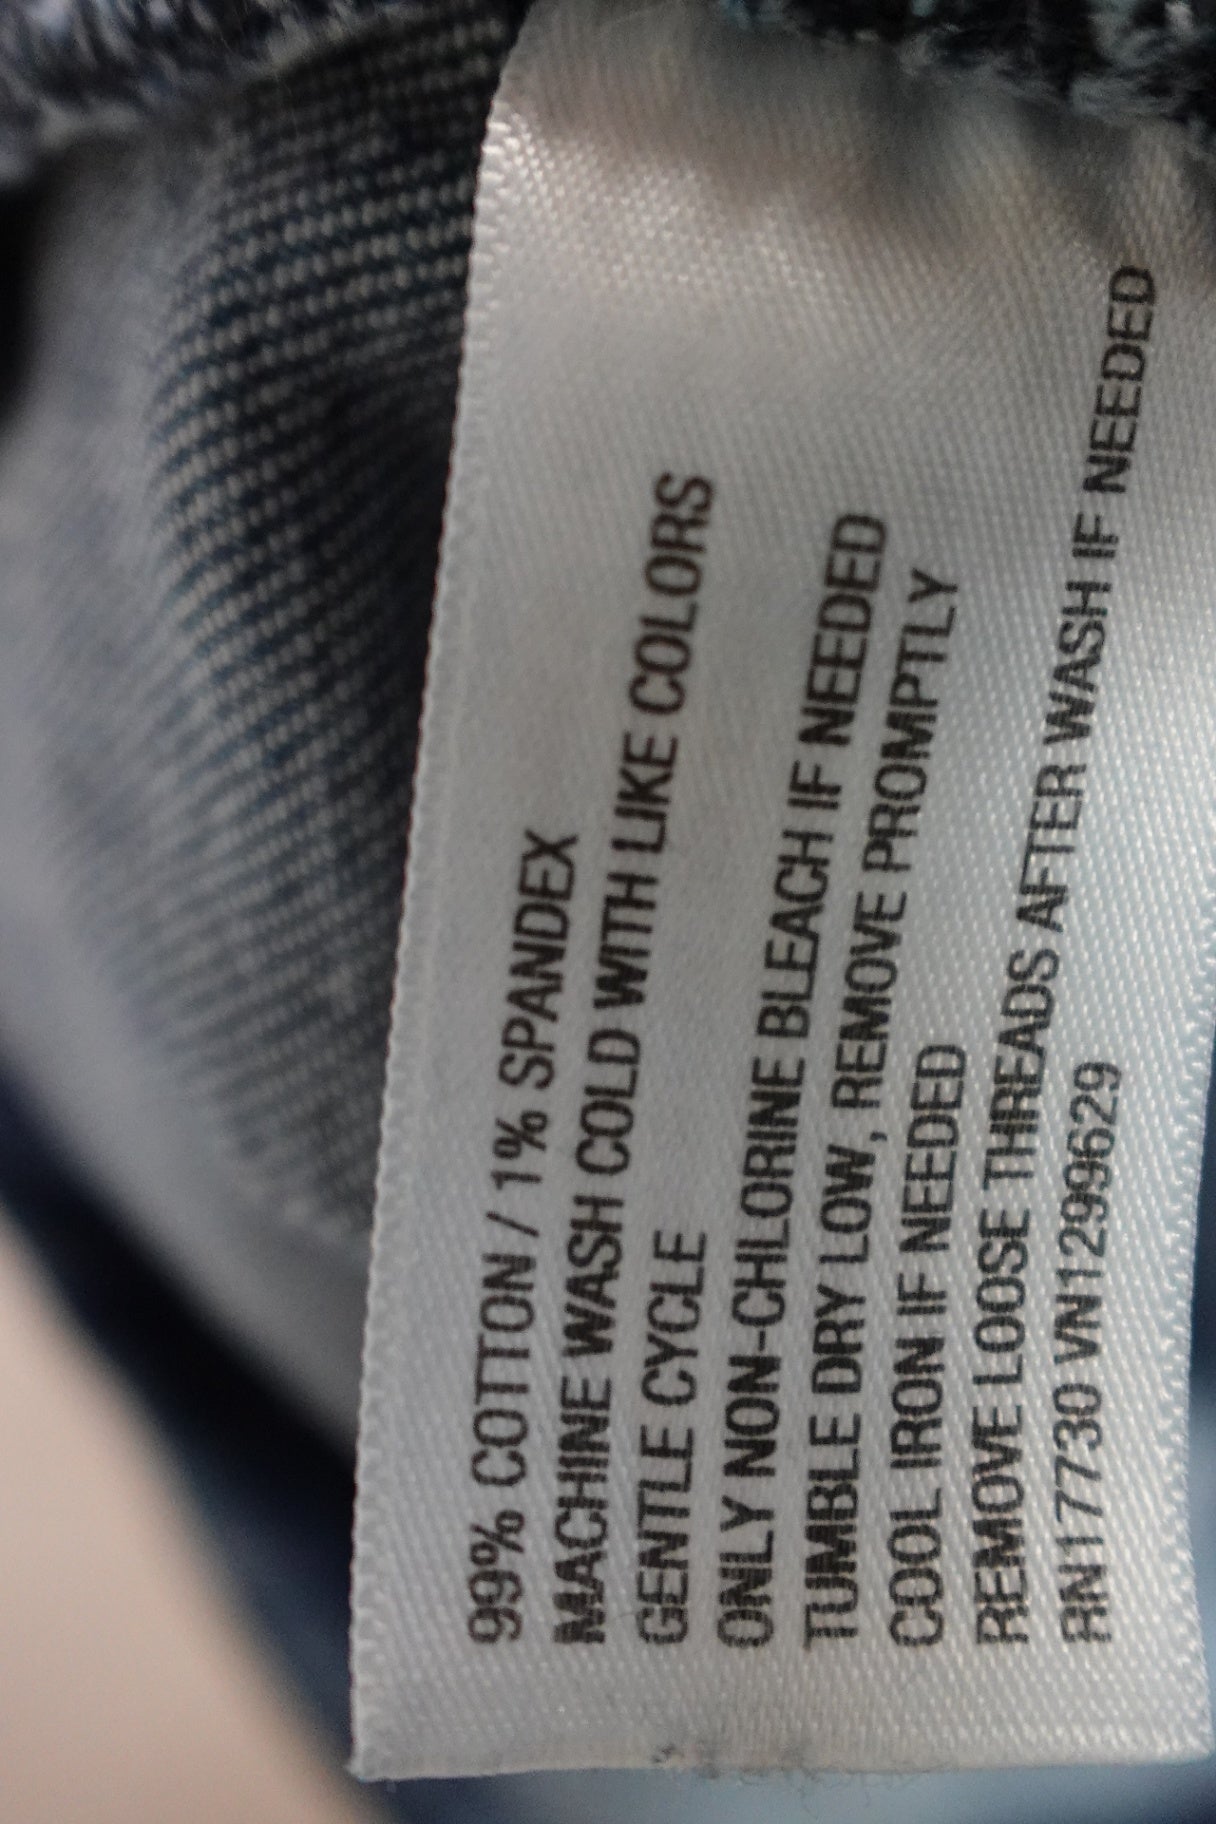 99% COTTON / 1% SPANDEX
MACHINE WASH COLD WITH LIKE COLORS
GENTLE CYCLE
ONLY NON-CHLORINE BLEACH IF NEEDED
TUMBLE DRY LOW, REMOVE PROMPTLY
COOL IRON IF NEEDED
REMOVE LOOSE THREADS AFTER WASH IF NEEDED
RN17730 VN1299629